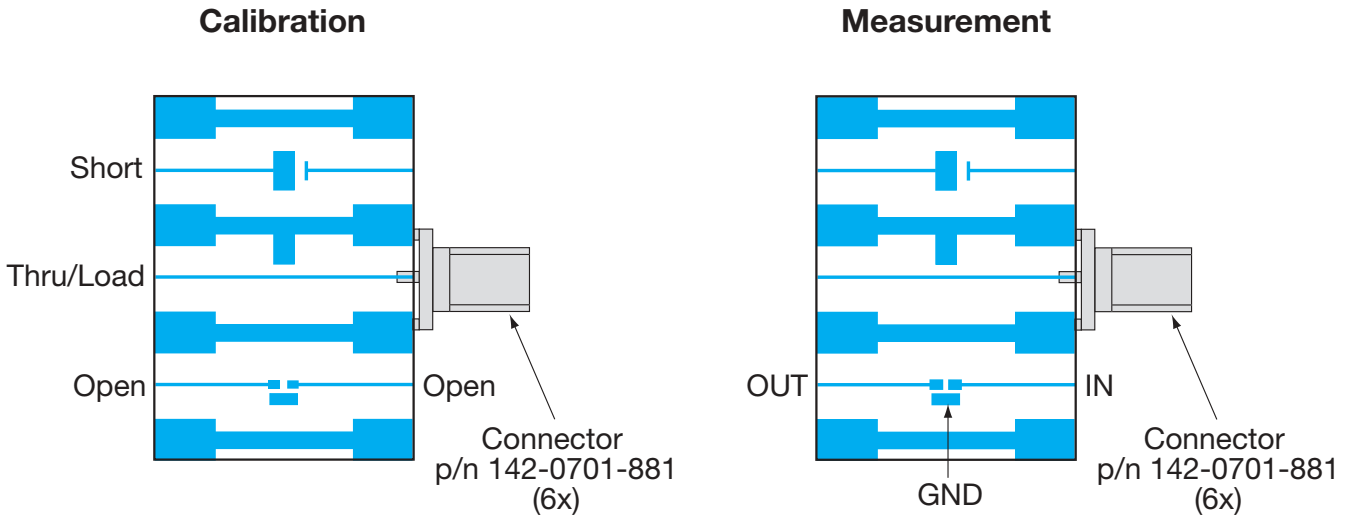 Calibration
Short
Thru/Load
Open
Open
Connector
p/n 142-0701-881
(6x)
Measurement
OUT
IN
GND
Connector
p/n 142-0701-881
(6x)